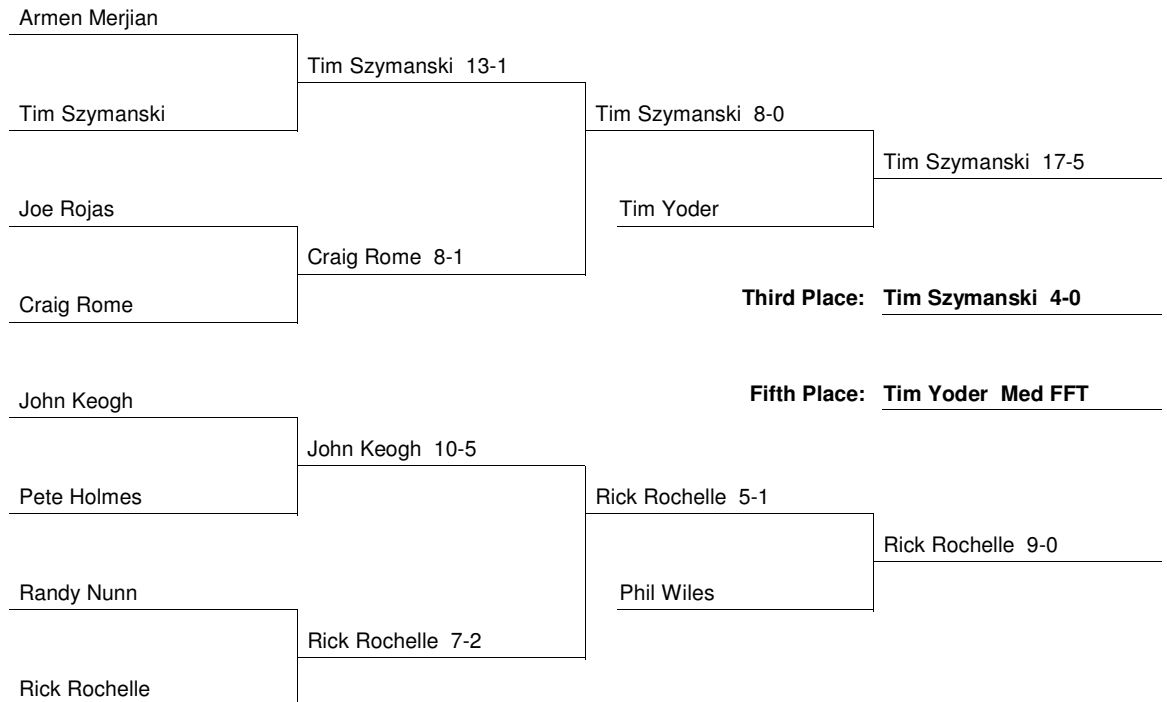 Armen Merjian
Tim Szymanski 13-1
Tim Szymanski
Tim Szymanski 8-0
Tim Szymanski 17-5
Joe Rojas
Tim Yoder
Craig Rome 8-1
Craig Rome
Third Place: Tim Szymanski 4-0
John Keogh
Fifth Place: Tim Yoder Med FFT
John Keogh 10-5
Pete Holmes
Rick Rochelle 5-1
Rick Rochelle 9-0
Randy Nunn
Phil Wiles
Rick Rochelle 7-2
Rick Rochelle